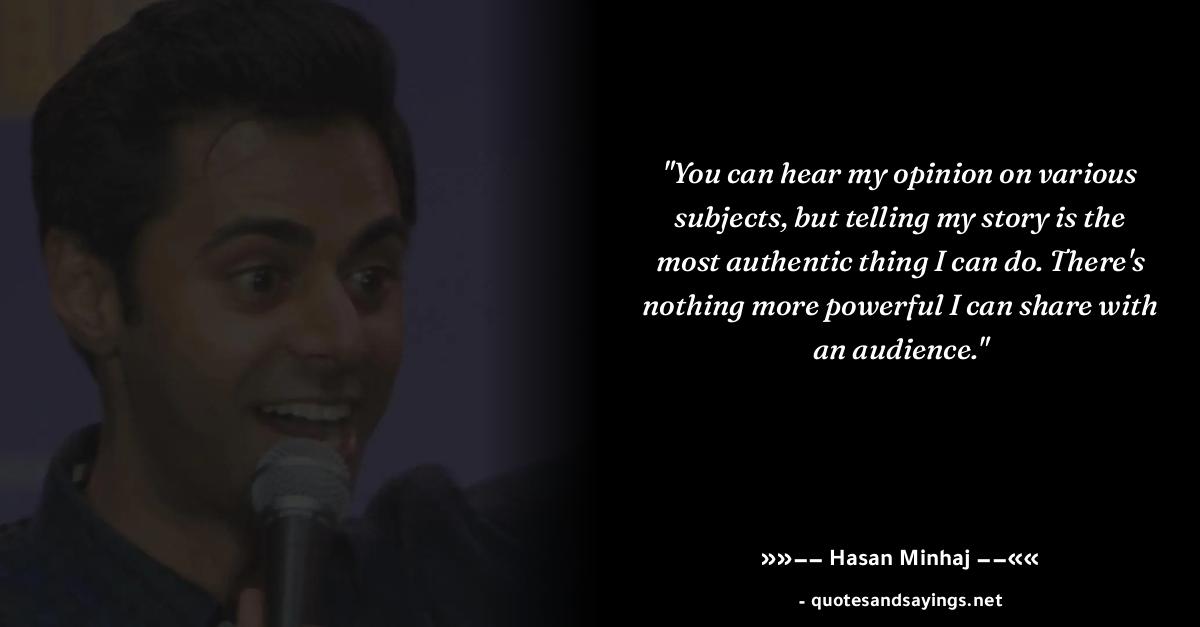 "You can hear my opinion on various
subjects, but telling my story is the
most authentic thing I can do. There's
nothing more powerful I can share with
an audience."
»»–– Hasan Minhaj ––««
- quotesandsayings.net